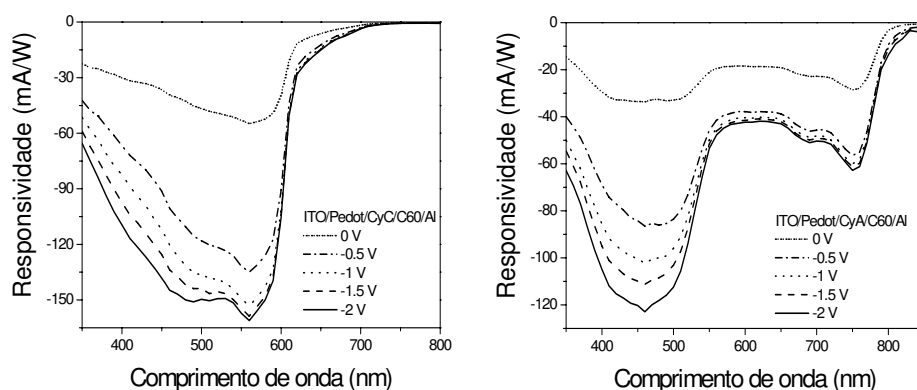 Responsividade (mA/W)
0
-30
-60
-90
-120
-150
ITO/Pedot/CyC/C60/Al
0 V
-0.5 V
-1 V
-1.5 V
-2 V
400
500
600
700
800
Comprimento de onda (nm)
Responsividade (mA/W)
0
-20
-40
-60
-80
-100
-120
ITO/Pedot/CyA/C60/Al
0 V
-0.5 V
-1 V
-1.5 V
-2 V
400
500
600
700
800
Comprimento de onda (nm)